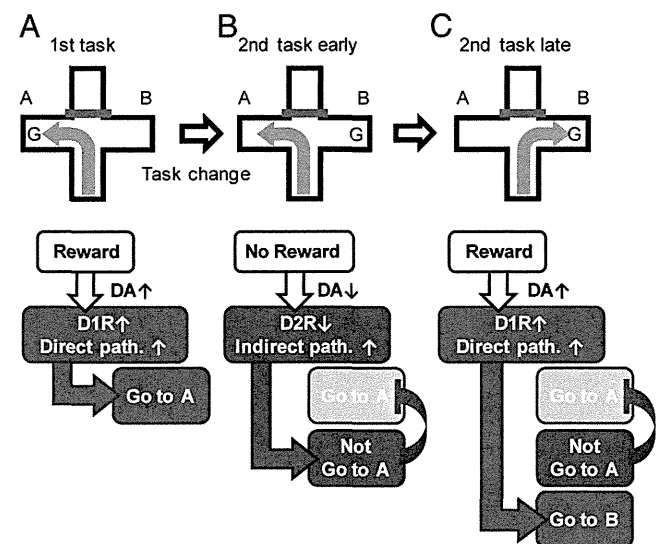 A
1st task
A
B
G
B
2nd task early
A
B
G
C
2nd task late
A
B
G
Task change
Reward
DA↑
D1R↑
Direct path. ↑
Go to A
No Reward
DA↓
D2R↓
Indirect path. ↑
Go to A
Not
Go to A
Reward
DA↑
D1R↑
Direct path. ↑
Go to A
Not
Go to A
Go to B